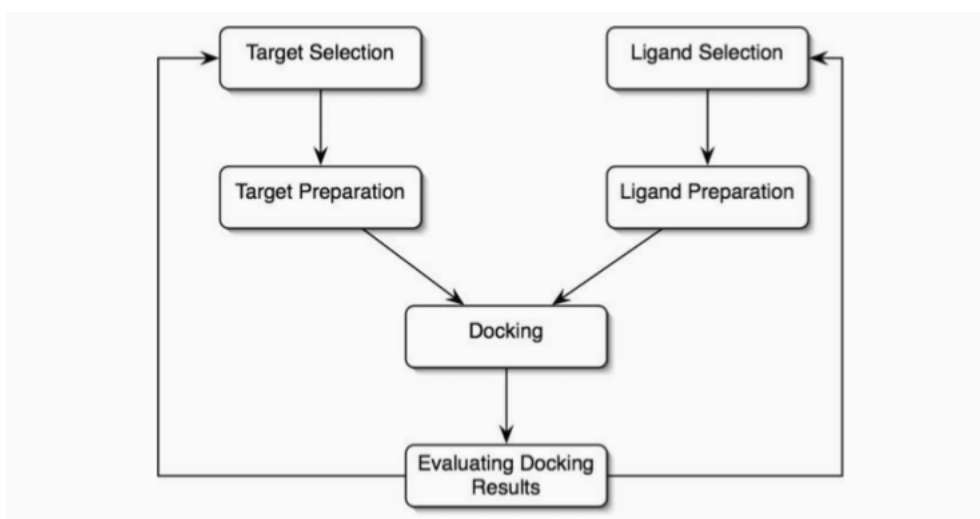 Target Selection
Ligand Selection
Target Preparation
Ligand Preparation
Docking
Evaluating Docking
Results